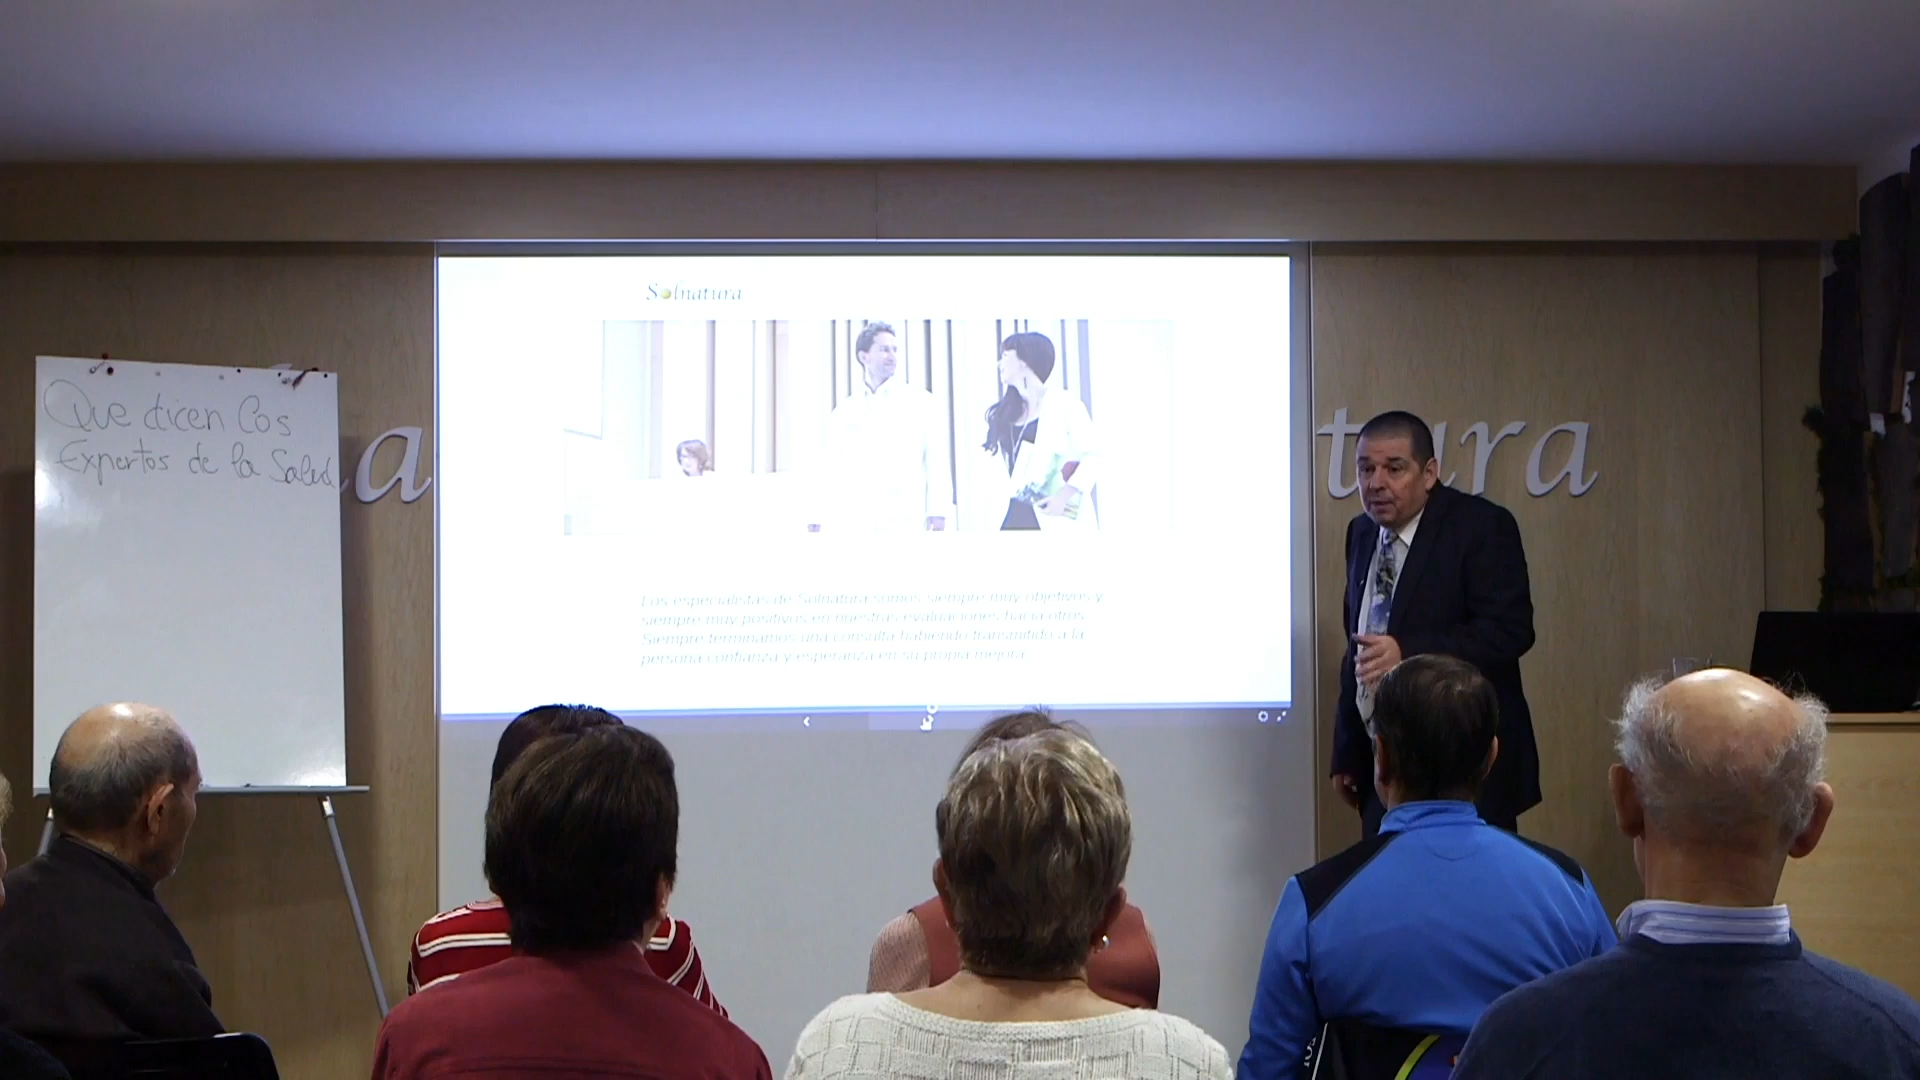 Que dicen los
Expertos de la Salud
a
tura
Solnatura
Los especialistas de Solnatura somos siempre muy objetivos y
siempre muy positivos en nuestras evaluaciones hacia otros.
Siempre terminamos una consulta habiendo transmitido a la
persona confianza y esperanza en su propia mejora.